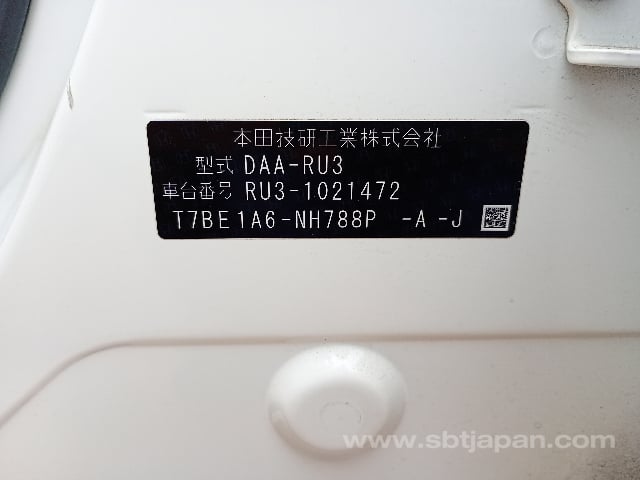 本田技研工業株式会社
型式 DAA-RU3
車台番号 RU3-1021472
T7BE1A6-NH788P -A -J
www.sbtjapan.com